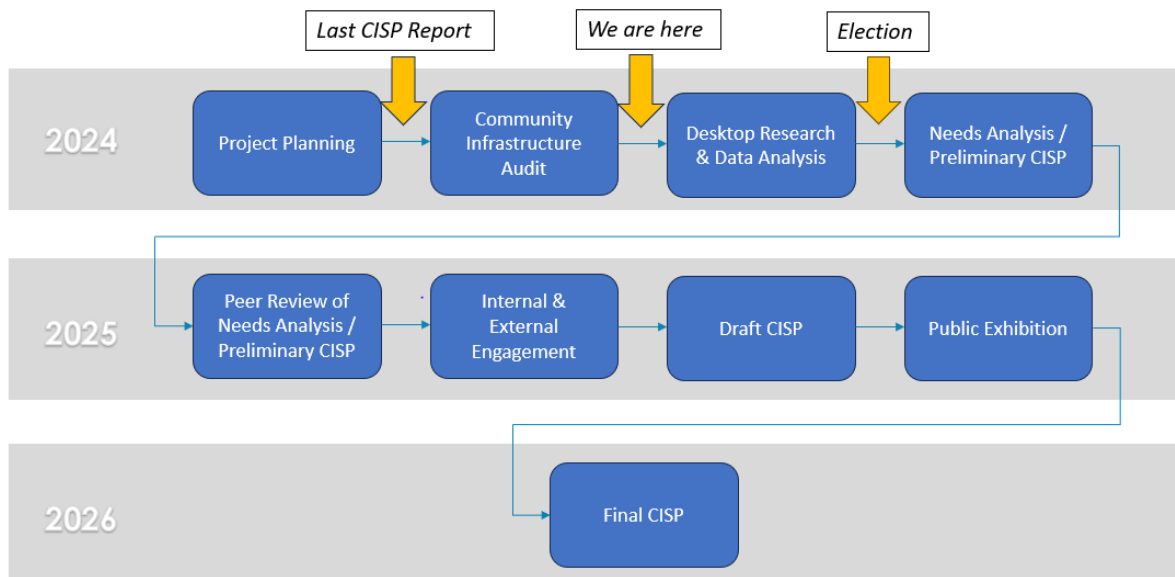 Last CISP Report
We are here
Election
2024
Project Planning
Community
Infrastructure
Audit
Desktop Research
& Data Analysis
Needs Analysis /
Preliminary CISP
2025
Peer Review of
Needs Analysis /
Preliminary CISP
Internal &
External
Engagement
Draft CISP
Public Exhibition
2026
Final CISP